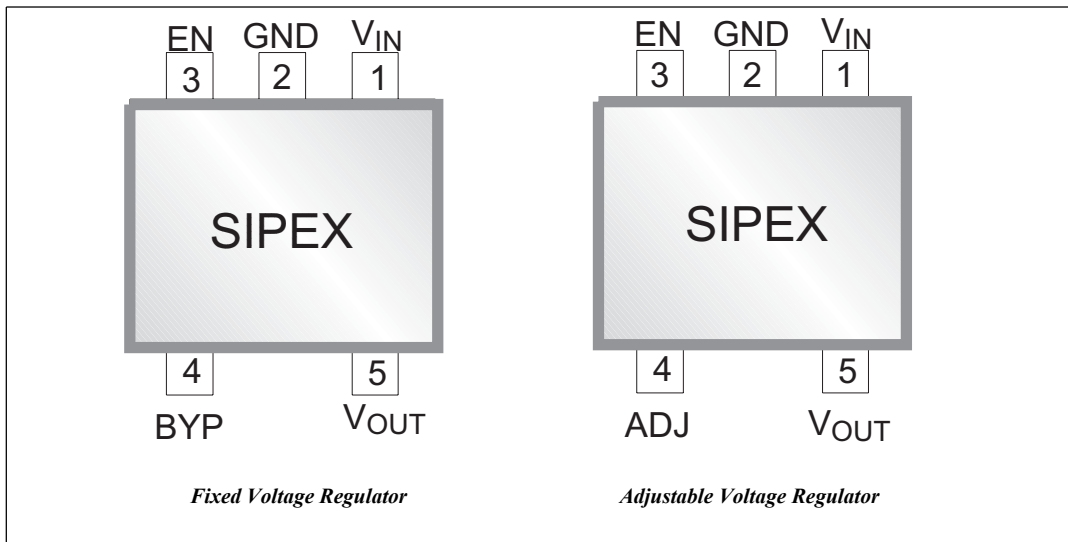 EN GND VIN
3 2 1
SIPEX
4 5
BYP VOUT
Fixed Voltage Regulator
EN GND VIN
3 2 1
SIPEX
4 5
ADJ VOUT
Adjustable Voltage Regulator